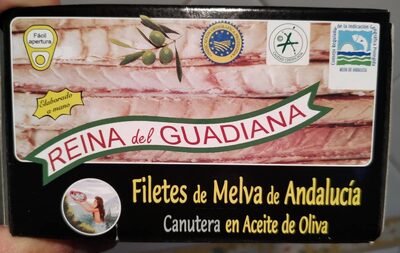 Fácil
apertura
Elaborado
a mano
REINA del GUADIANA
Filetes de Melva de Andalucía
Canutera en Aceite de Oliva